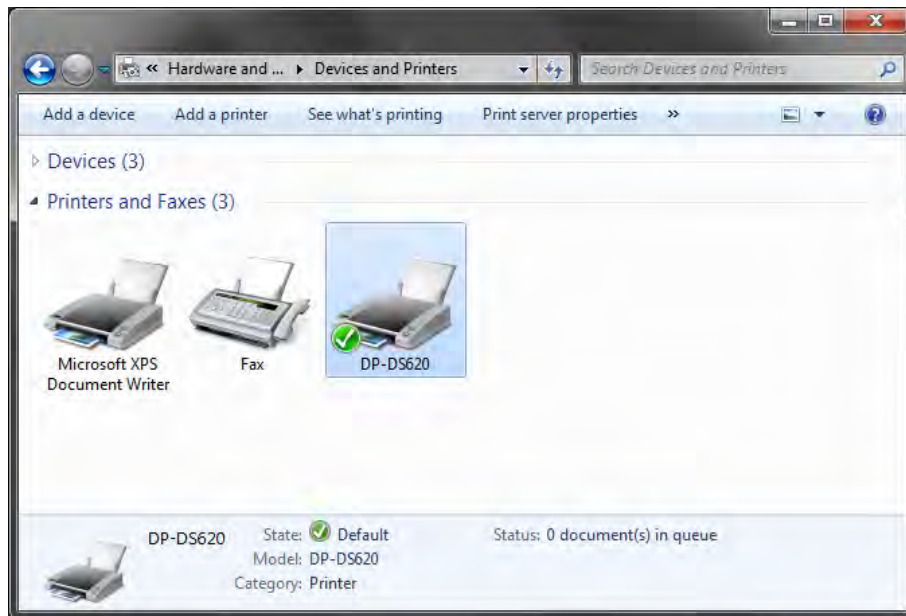 « Hardware and ... ▸ Devices and Printers Search Devices and Printers
Add a device Add a printer See what's printing Print server properties »
Devices (3)
Printers and Faxes (3)
Microsoft XPS
Document Writer
Fax
DP-DS620
DP-DS620 State: Default Status: 0 document(s) in queue
Model: DP-DS620
Category: Printer